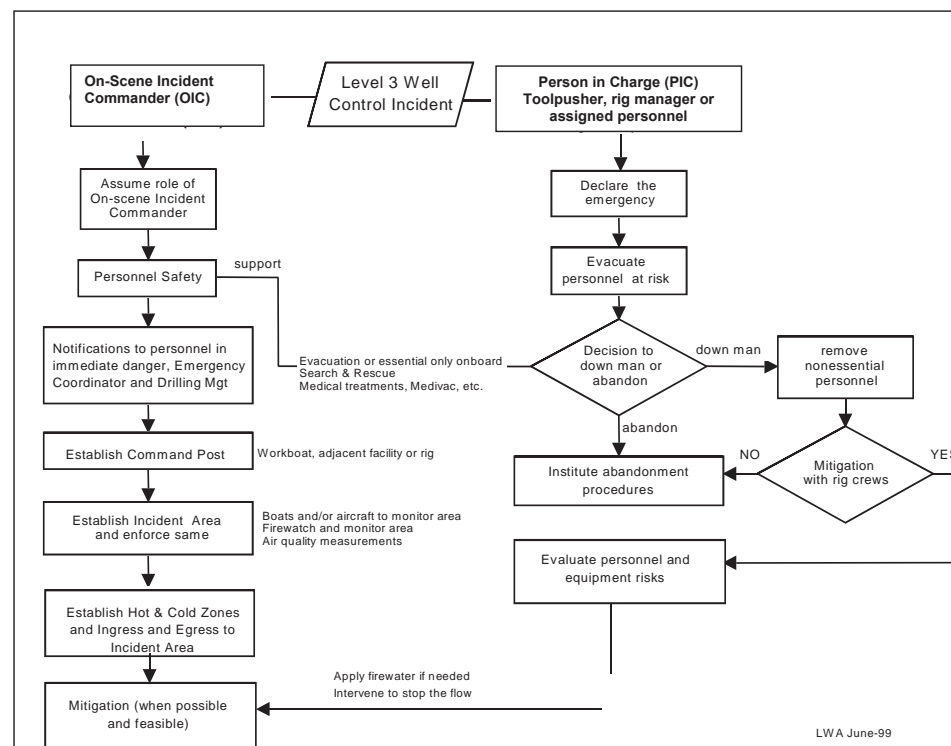 On-Scene Incident
Commander (OIC)
Level 3 Well
Control Incident
Person in Charge (PIC)
Toolpusher, rig manager or
assigned personnel
Assume role of
On-scene Incident
Commander
Declare the
emergency
support
Personnel Safety
Evacuate
personnel at risk
Notifications to personnel in
immediate danger, Emergency
Coordinator and Drilling Mgt
Evacuation or essential only onboard
Search & Rescue
Medical treatments, Medivac, etc.
Decision to
down man or
abandon
down man
remove
nonessential
personnel
abandon
Establish Command Post
Workboat, adjacent facility or rig
Institute abandonment
procedures
NO
Mitigation
with rig crews
YES
Establish Incident Area
and enforce same
Boats and/or aircraft to monitor area
Firewatch and monitor area
Air quality measurements
Evaluate personnel and
equipment risks
Establish Hot & Cold Zones
and Ingress and Egress to
Incident Area
Apply firewater if needed
Intervene to stop the flow
Mitigation (when possible
and feasible)
LWA June-99